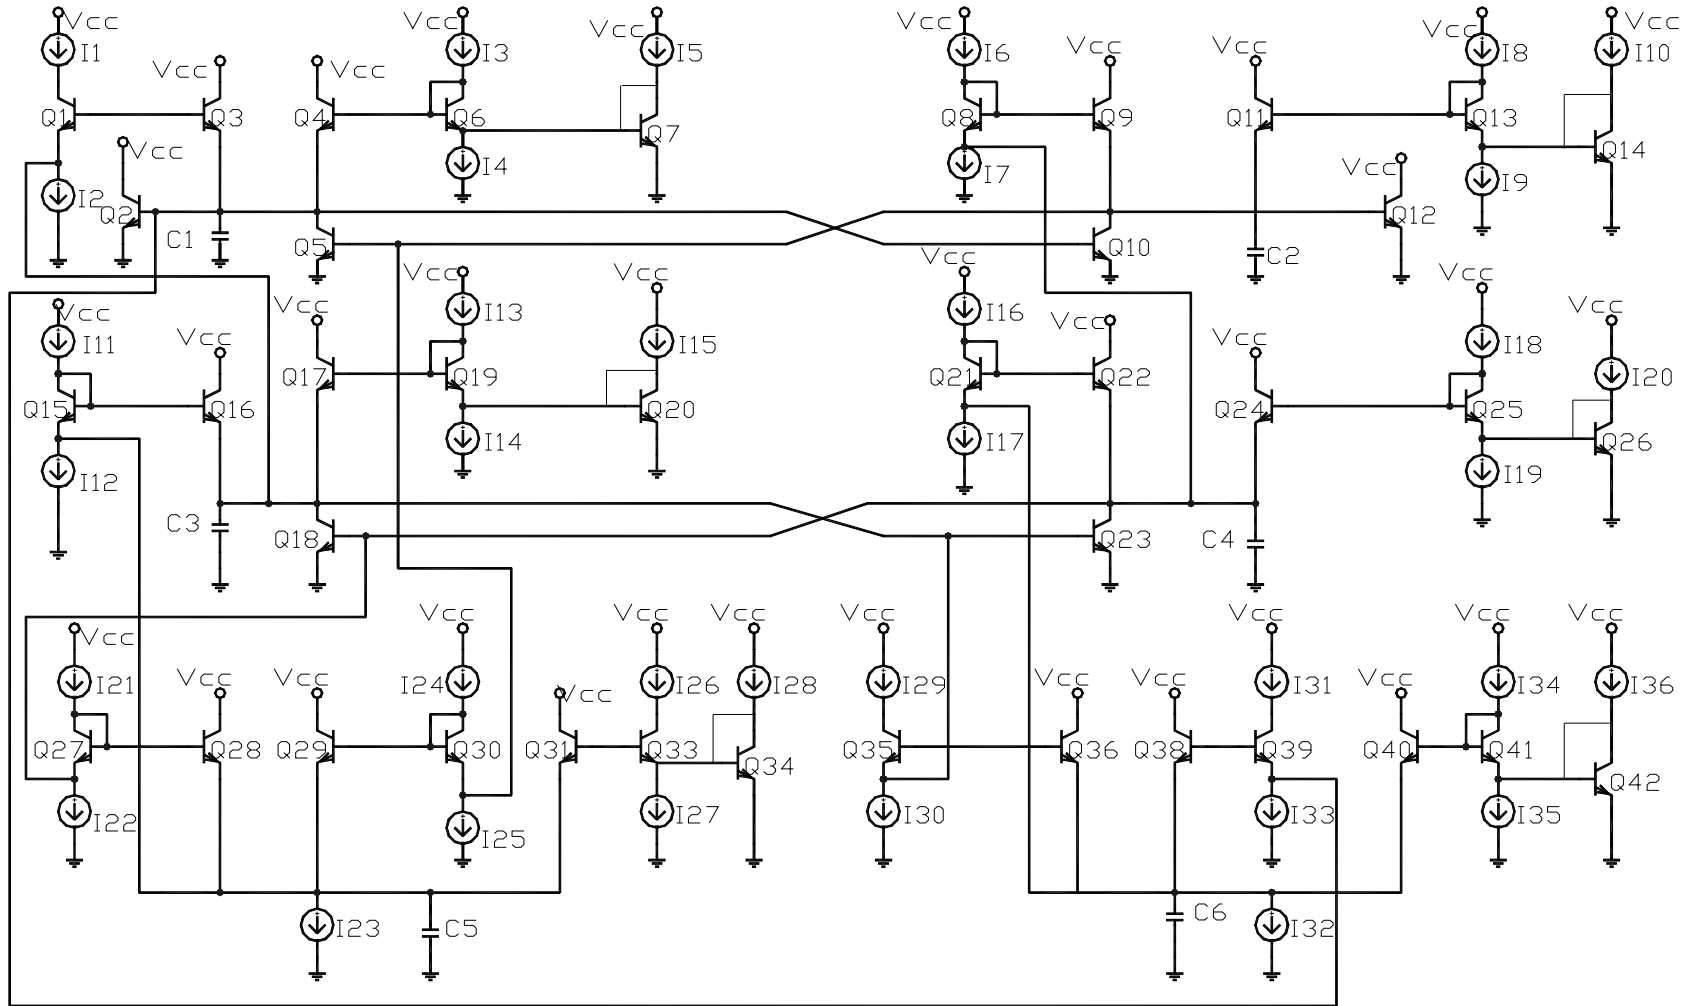 Vcc Vcc Vcc Vcc Vcc Vcc
I1 I3 I5 I6 I8 I10
Vcc Vcc Vcc Vcc
Q1 Q3 Q4 Q6 Q7 Q8 Q9 Q11 Q13 Q14
Vcc Vcc
I2 I4 I7 I9
Q2 Q12
C1 Q5 Q10 C2
Vcc Vcc Vcc Vcc
Vcc Vcc Vcc
I13 I16
Vcc Vcc Vcc Vcc
I11 I15 I18
Q17 Q19 Q21 Q22 I20
Q15 Q16 Q20 Q24 Q25 Q26
I14 I17
I12 I19
C3 Q18 Q23 C4
Vcc Vcc Vcc Vcc Vcc Vcc Vcc
Vcc
I21 I24 I26 I28 I29 I31 I34 I36
Vcc Vcc Vcc Vcc Vcc Vcc
Q27 Q28 Q29 Q30 Q31 Q33 Q34 Q35 Q36 Q38 Q39 Q40 Q41 Q42
I22 I25 I27 I30 I33 I35
I23 C5 C6 I32